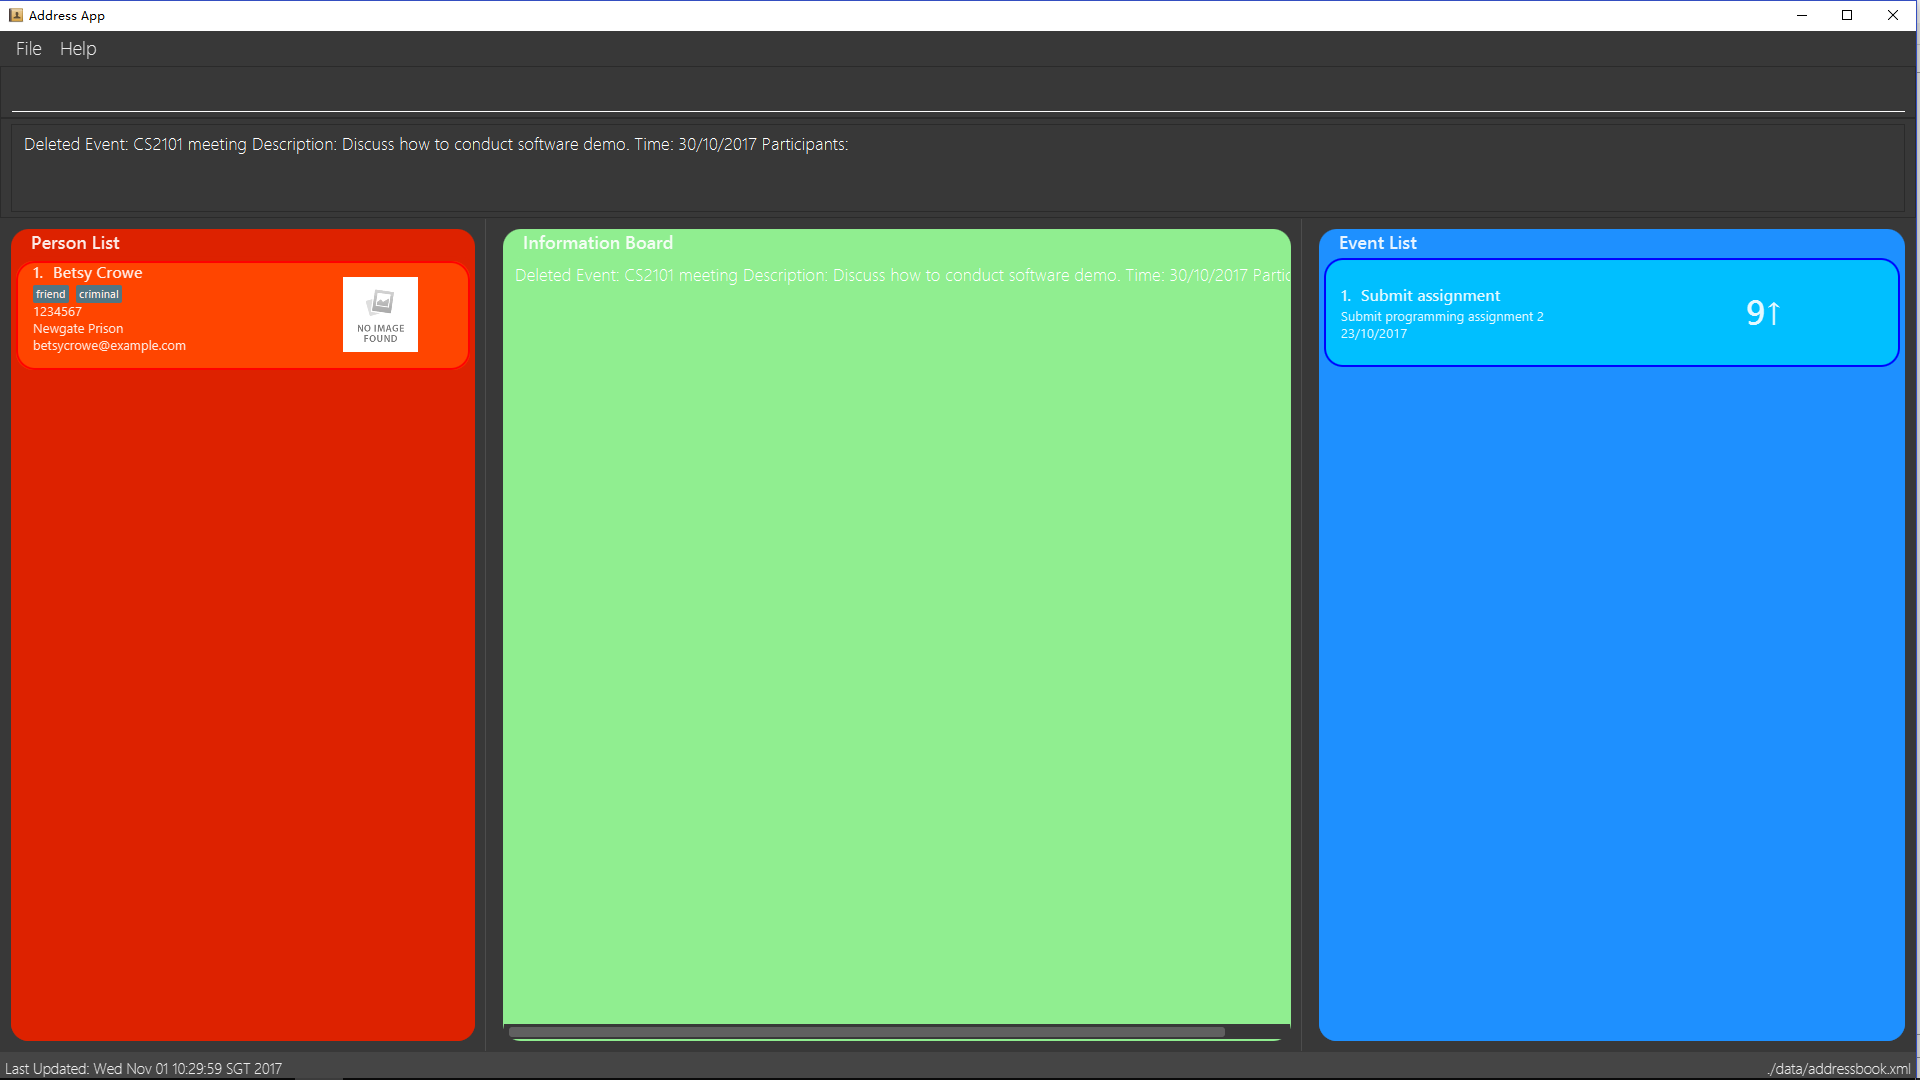 Address App
File Help
Deleted Event: CS2101 meeting Description: Discuss how to conduct software demo. Time: 30/10/2017 Participants:
Person List
1. Betsy Crowe
friend criminal
1234567
Newgate Prison
betsycrowe@example.com
NO IMAGE
FOUND
Information Board
Deleted Event: CS2101 meeting Description: Discuss how to conduct software demo. Time: 30/10/2017 Partic
Event List
1. Submit assignment
Submit programming assignment 2
23/10/2017
9↑
Last Updated: Wed Nov 01 10:29:59 SGT 2017
./data/addressbook.xml